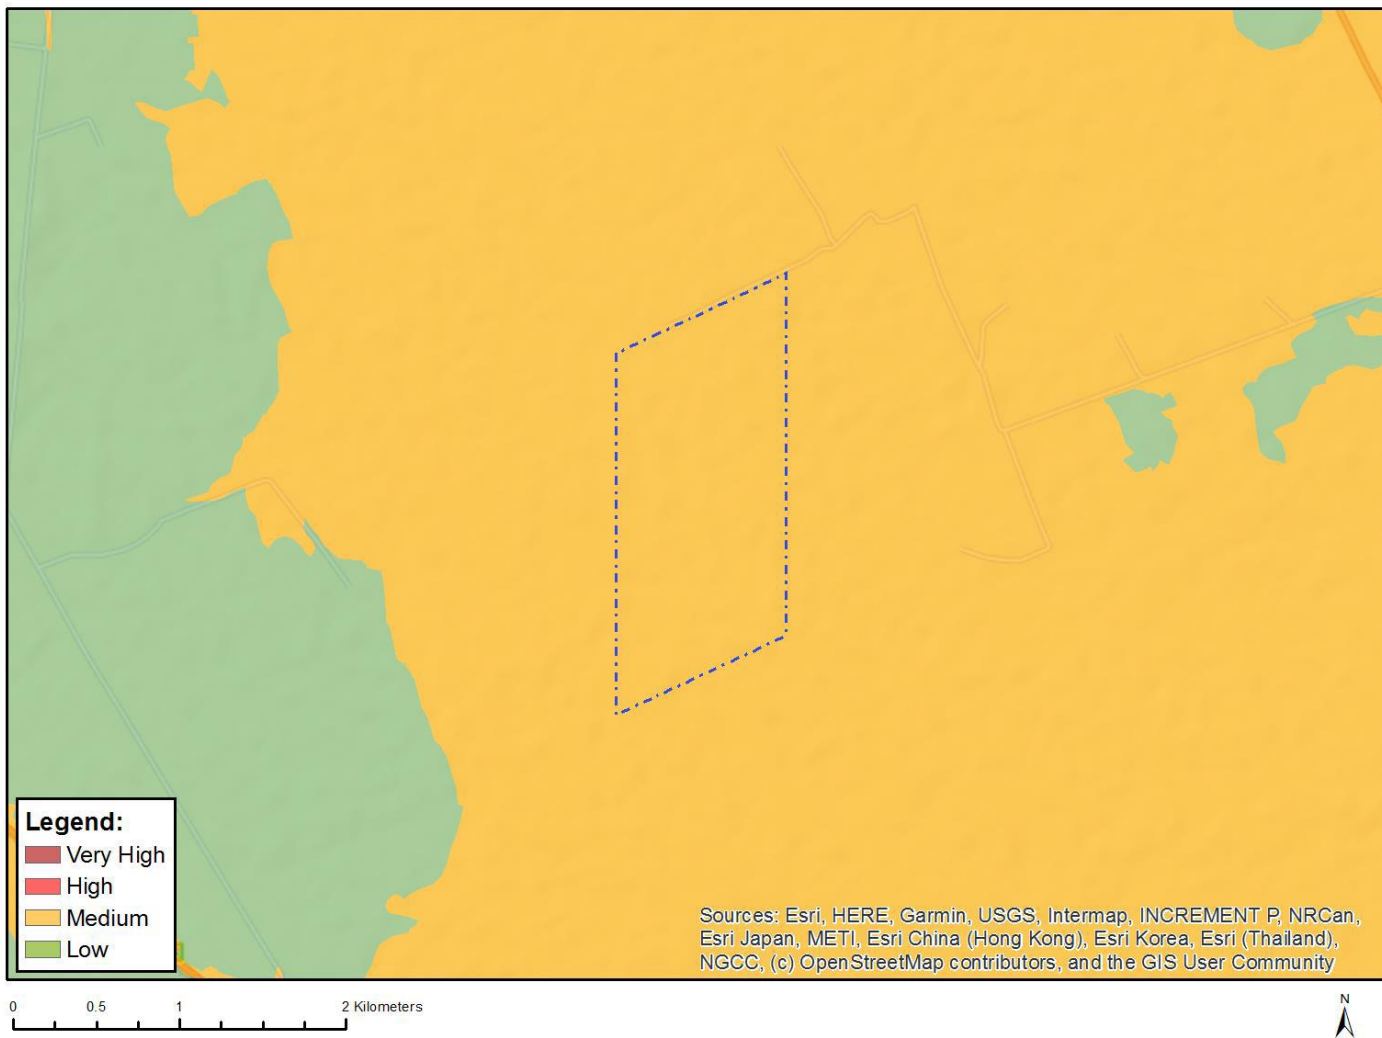 Legend:
Very High
High
Medium
Low
Sources: Esri, HERE, Garmin, USGS, Intermap, INCREMENT P, NRCan,
Esri Japan, METI, Esri China (Hong Kong), Esri Korea, Esri (Thailand),
NGCC, (c) OpenStreetMap contributors, and the GIS User Community
0 0.5 1 2 Kilometers
N